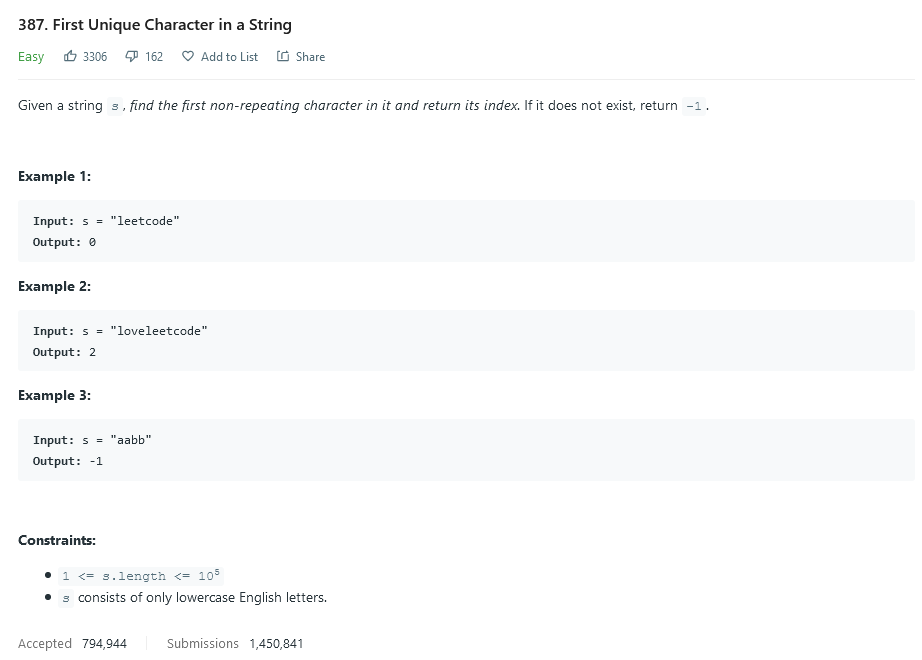 387. First Unique Character in a String
Easy 3306 162 Add to List Share
Given a string s, find the first non-repeating character in it and return its index. If it does not exist, return -1.
Example 1:
Input: s = "leetcode"
Output: 0
Example 2:
Input: s = "loveleetcode"
Output: 2
Example 3:
Input: s = "aabb"
Output: -1
Constraints:
• 1 <= s.length <= 10⁵
• s consists of only lowercase English letters.
Accepted 794,944 Submissions 1,450,841